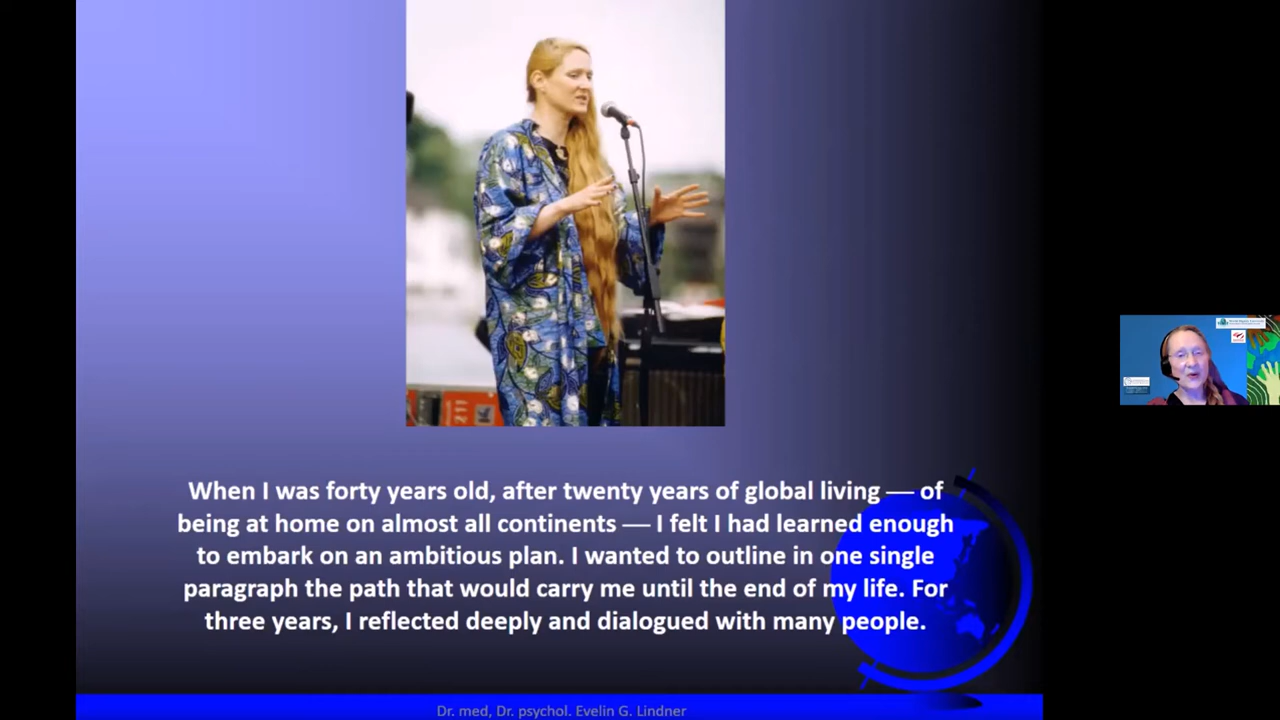 When I was forty years old, after twenty years of global living — of
being at home on almost all continents — I felt I had learned enough
to embark on an ambitious plan. I wanted to outline in one single
paragraph the path that would carry me until the end of my life. For
three years, I reflected deeply and dialogued with many people.
Dr. med, Dr. psychol. Evelin G. Lindner